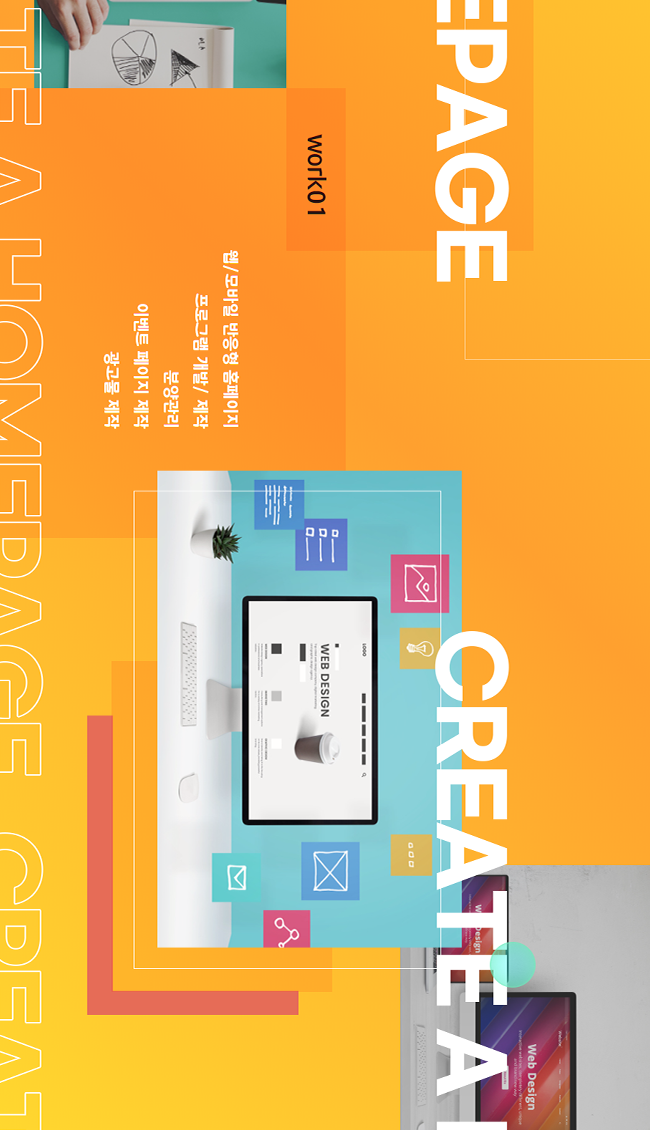 EPAGE
CREATE A
work01
웹/모바일 반응형 홈페이지
프로그램 개발/ 제작
분양관리
이벤트 페이지 제작
광고물 제작
LOGO
WEB DESIGN
Web Design
Web Design
TE A HOMEPAGE CREAT